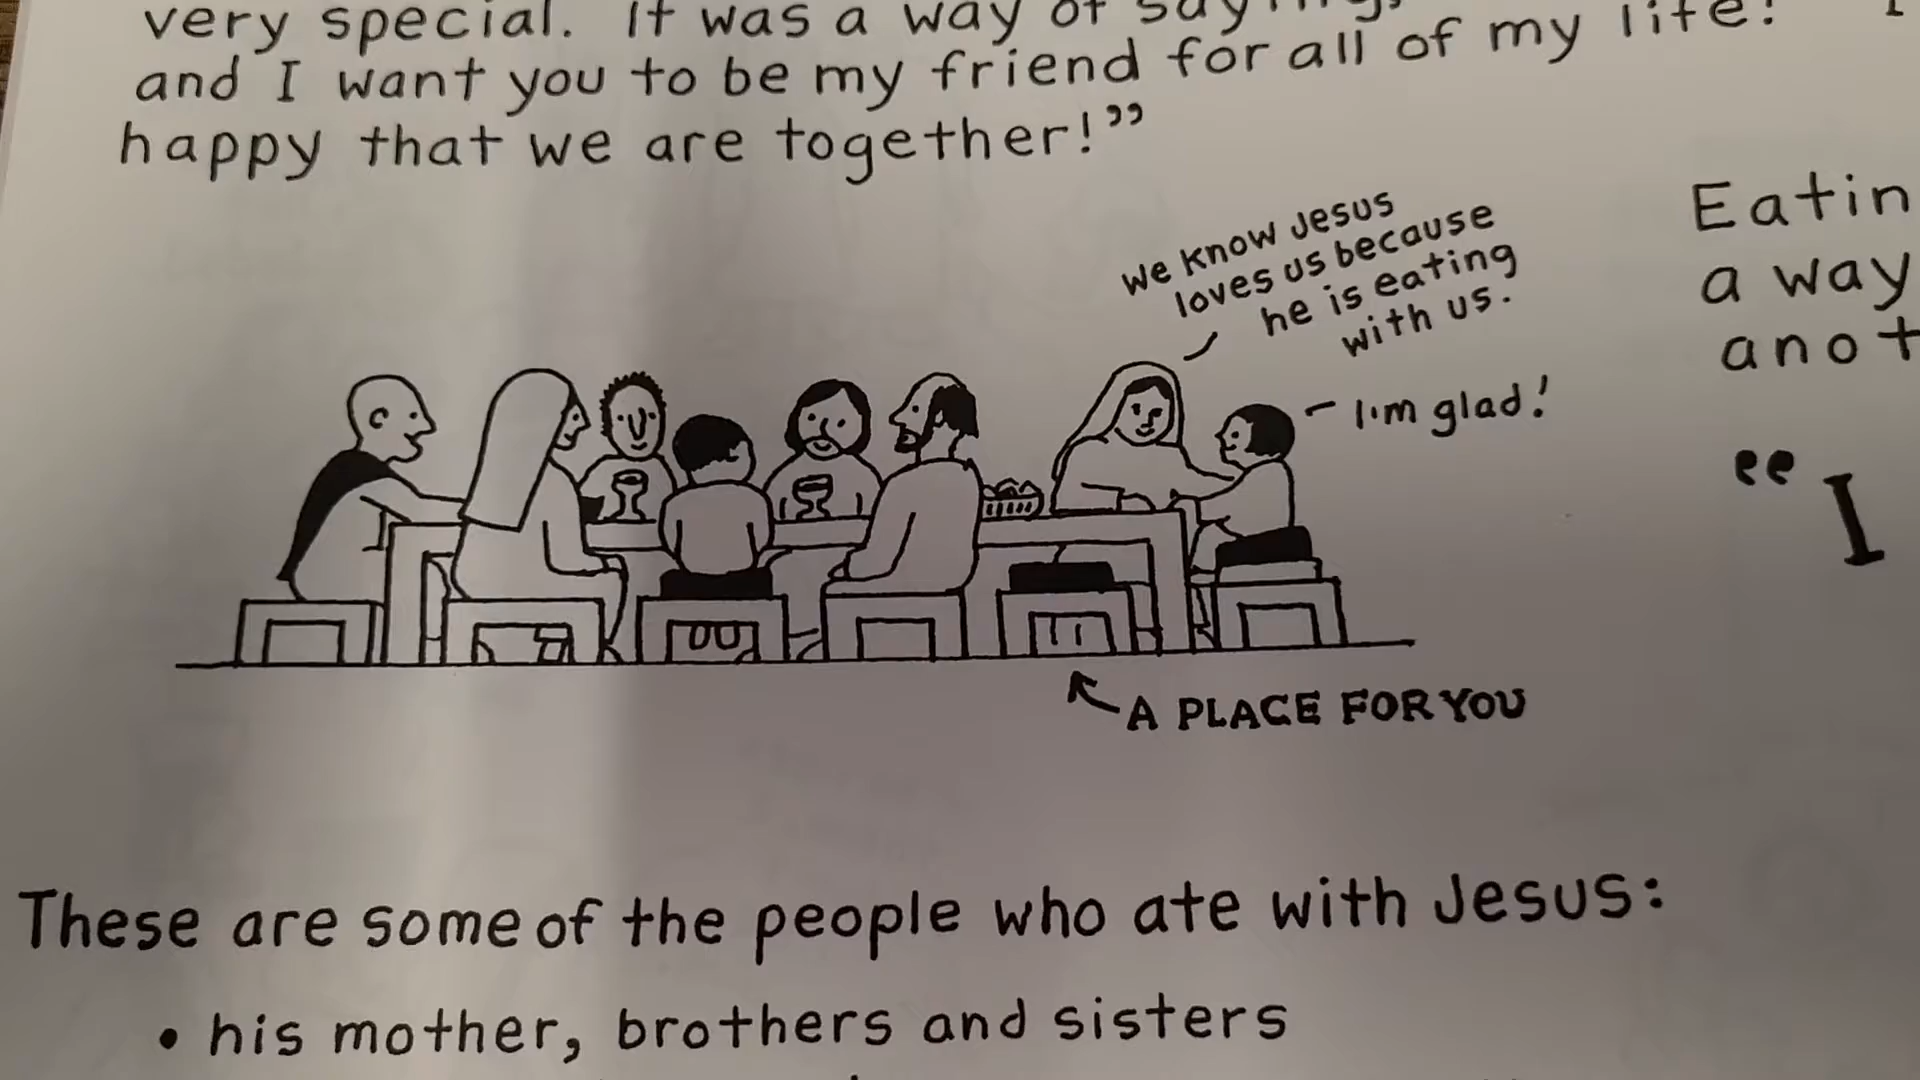 very special. It was a way of saying,
and I want you to be my friend for all of my life!
happy that we are together!”
We know Jesus
loves us because
he is eating
with us.
I'm glad!
A PLACE FOR YOU
These are some of the people who ate with Jesus:
• his mother, brothers and sisters
Eatin
a way
anot
“I